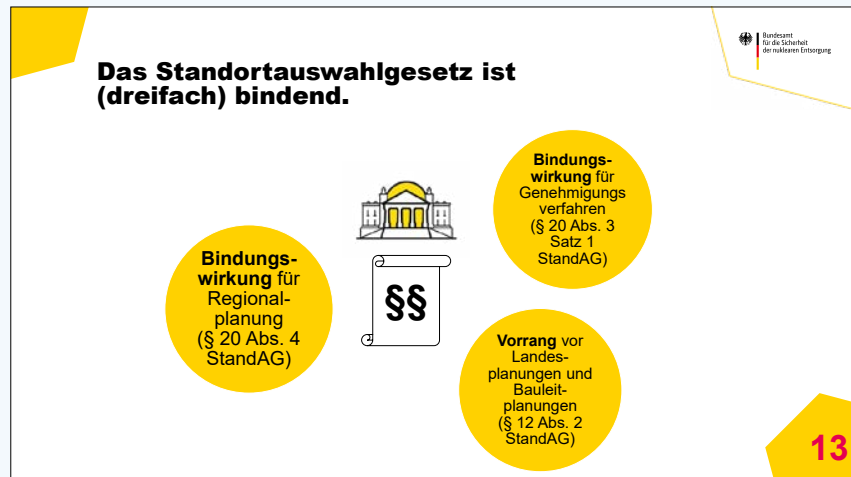 Bundesamt
für die Sicherheit
der nuklearen Entsorgung
Das Standortauswahlgesetz ist
(dreifach) bindend.
Bindungs-
wirkung für
Regional-
planung
(§ 20 Abs. 4
StandAG)
§§
Bindungs-
wirkung für
Genehmigungs
verfahren
(§ 20 Abs. 3
Satz 1
StandAG)
Vorrang vor
Landes-
planungen und
Bauleit-
planungen
(§ 12 Abs. 2
StandAG)
13